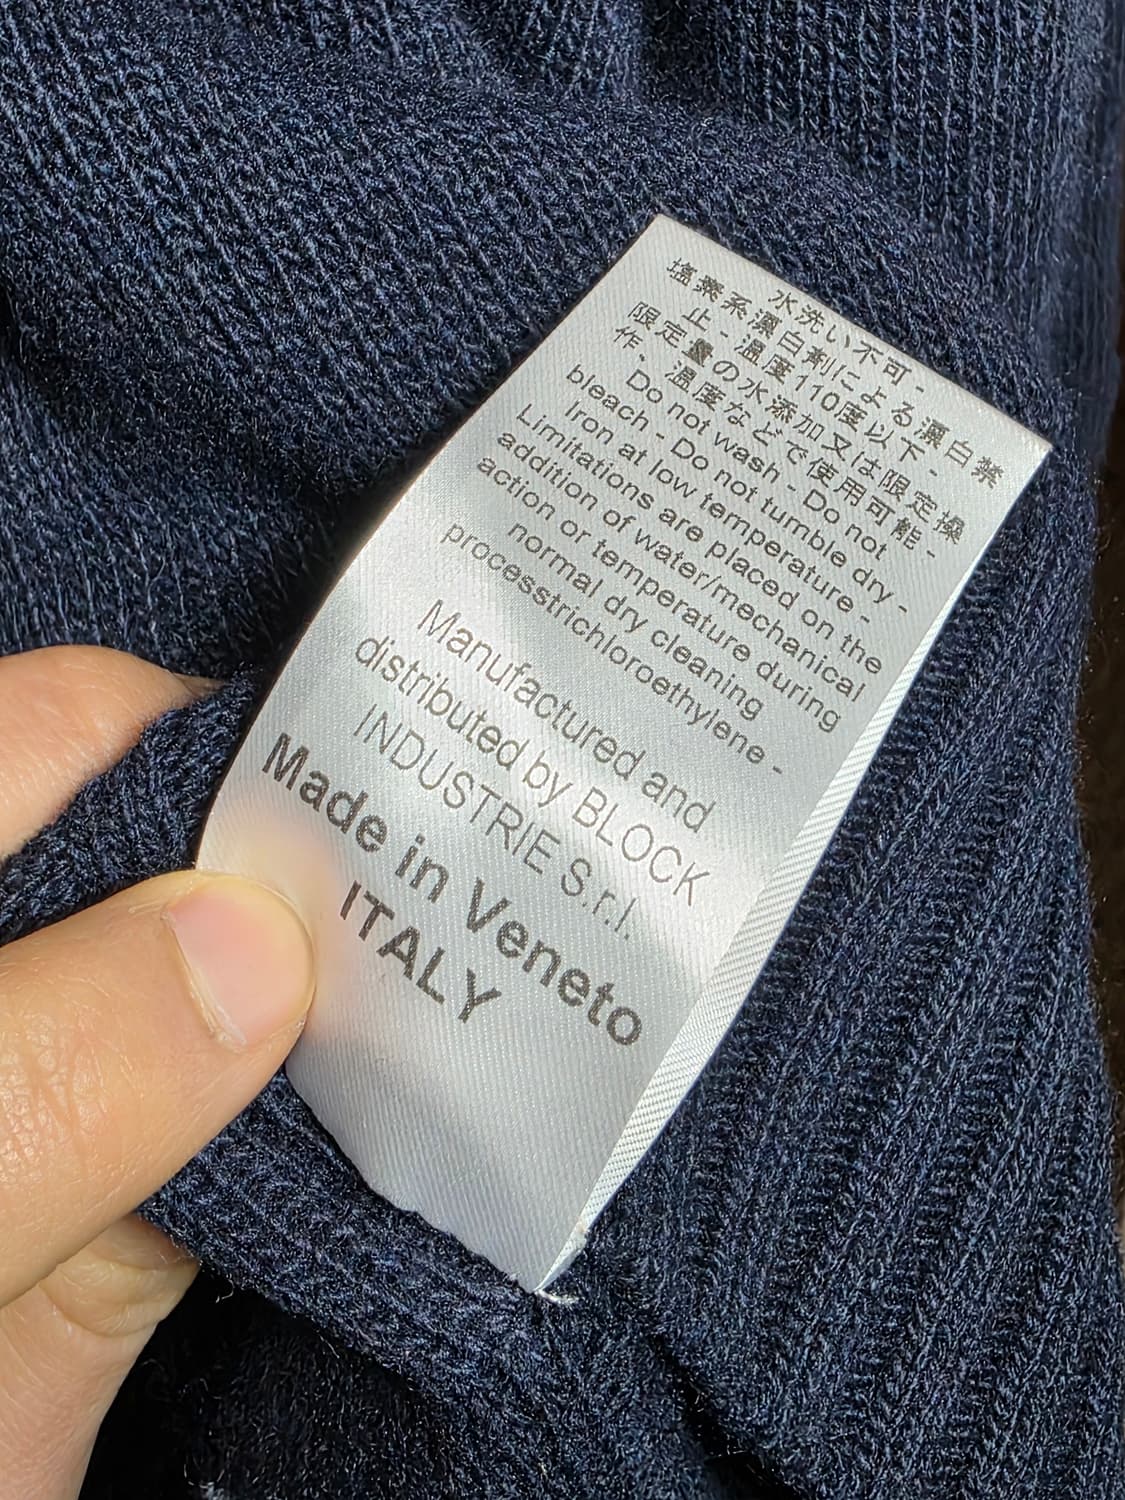 水洗い不可 -
塩素系漂白剤による漂白禁
止 - 温度110度以下 -
限定量の水添加又は限定操
作、温度などで使用可能 -
Do not wash - Do not
bleach - Do not tumble dry -
Iron at low temperature -
Limitations are placed on the
addition of water/mechanical
action or temperature during
normal dry cleaning
processtrichloroethylene -
Manufactured and
distributed by BLOCK
INDUSTRIE S.r.l.
Made in Veneto
ITALY